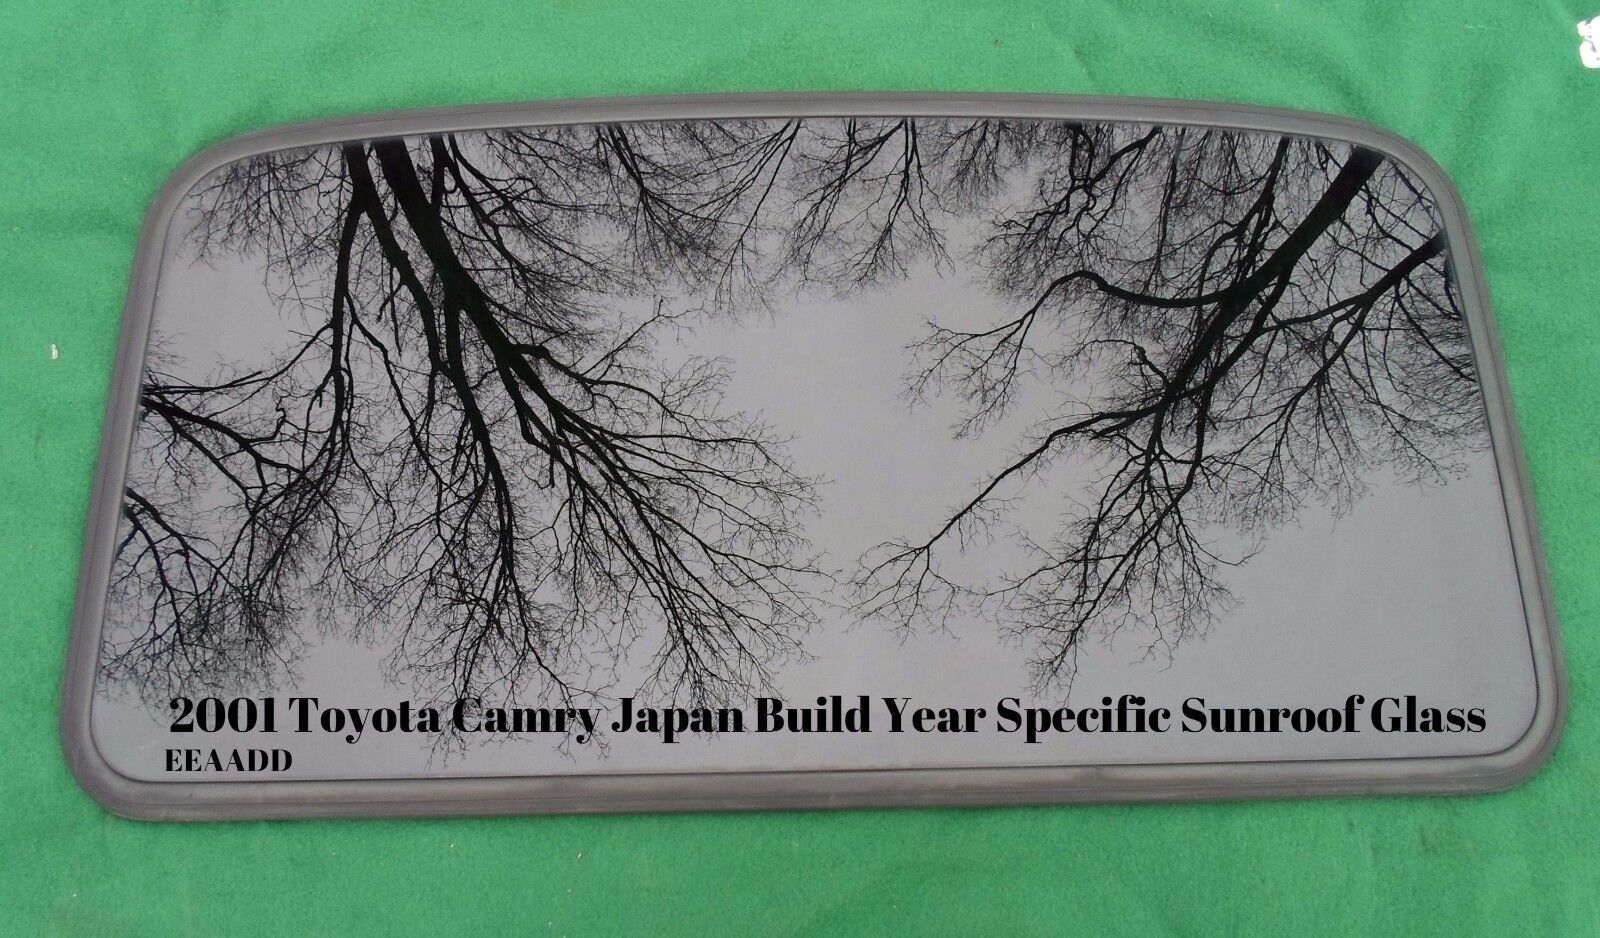 2001 Toyota Camry Japan Build Year Specific Sunroof Glass
EEAADD